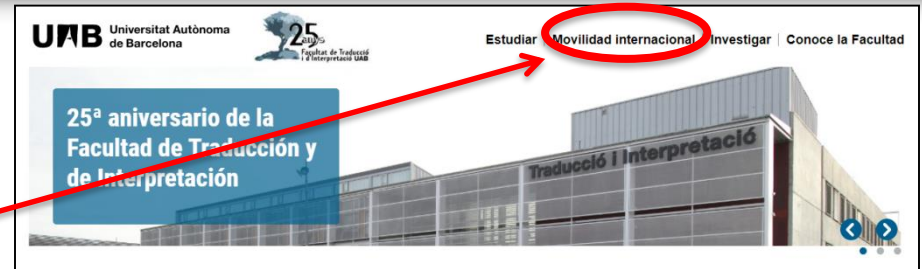 UAB Universitat Autònoma
de Barcelona
25
anys
Facultat de Traducció
i d'Interpretació UAB
Estudiar | Movilidad internacional | Investigar | Conoce la Facultad
25ª aniversario de la
Facultad de Traducción y
de Interpretación
Traducció i Interpretació